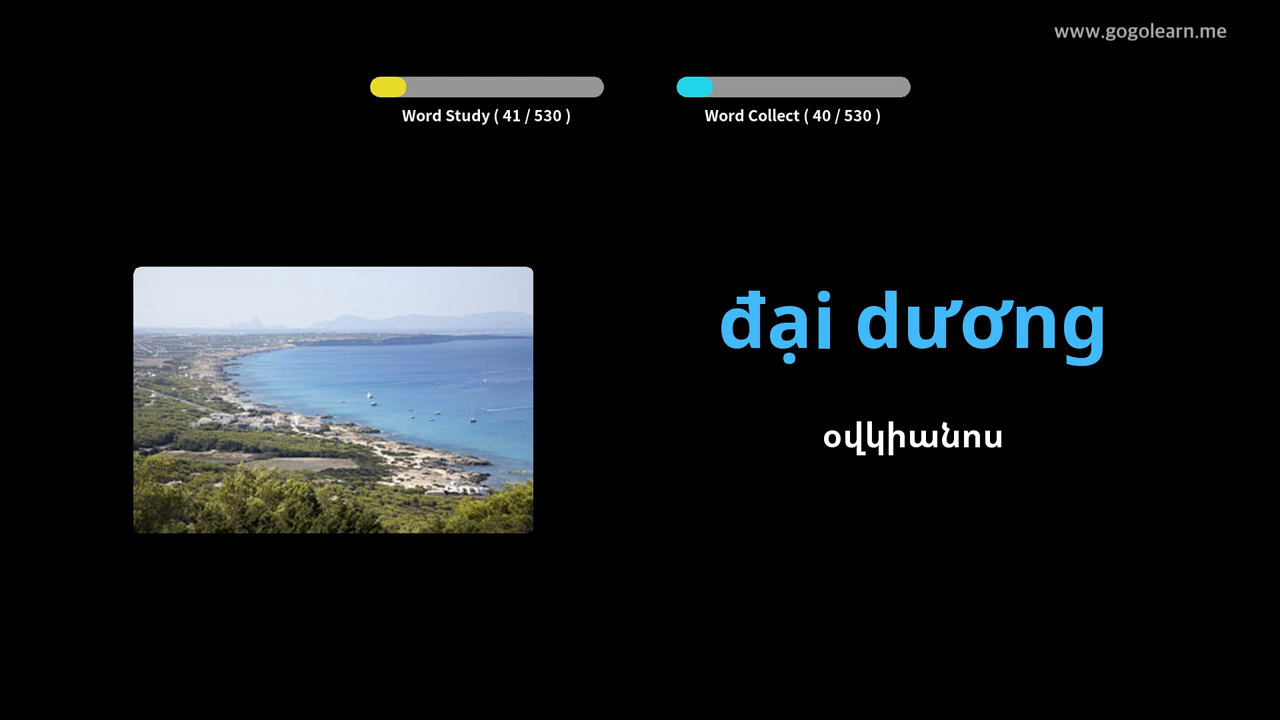 www.gogolearn.me
Word Study ( 41 / 530 )
Word Collect ( 40 / 530 )
đại dương
օվկիանոս